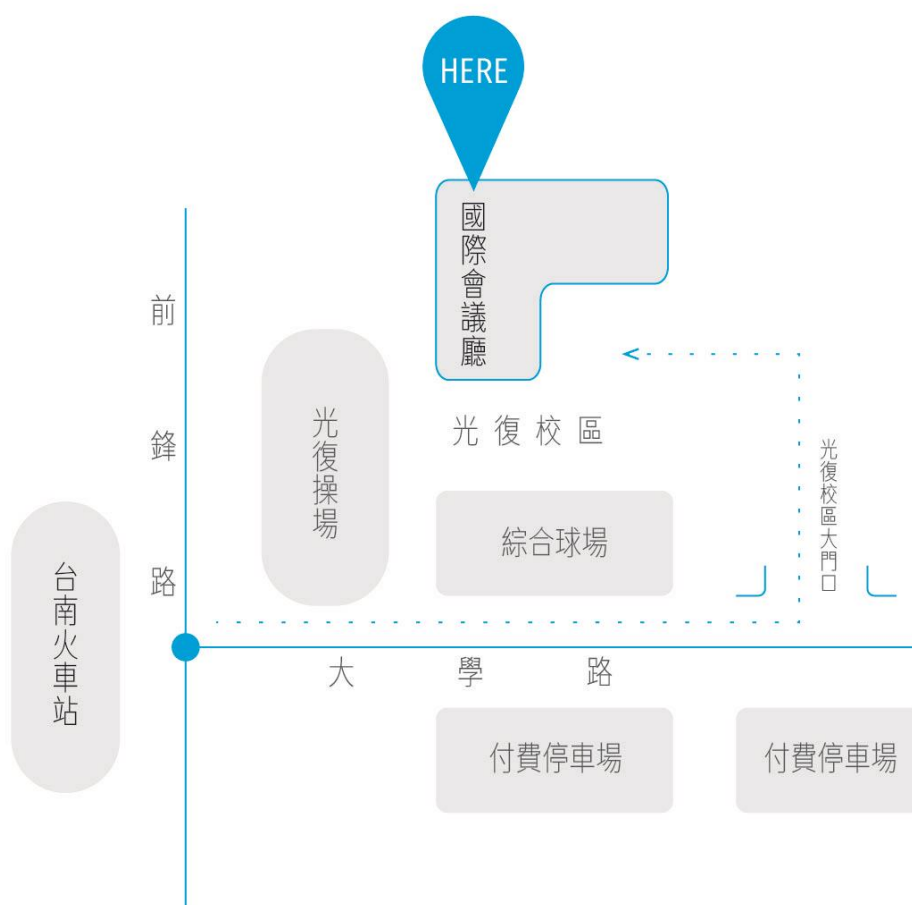 HERE
國際會議廳
前鋒路
光復操場
光復校區
光復校區大門口
綜合球場
台南火車站
大學路
付費停車場
付費停車場